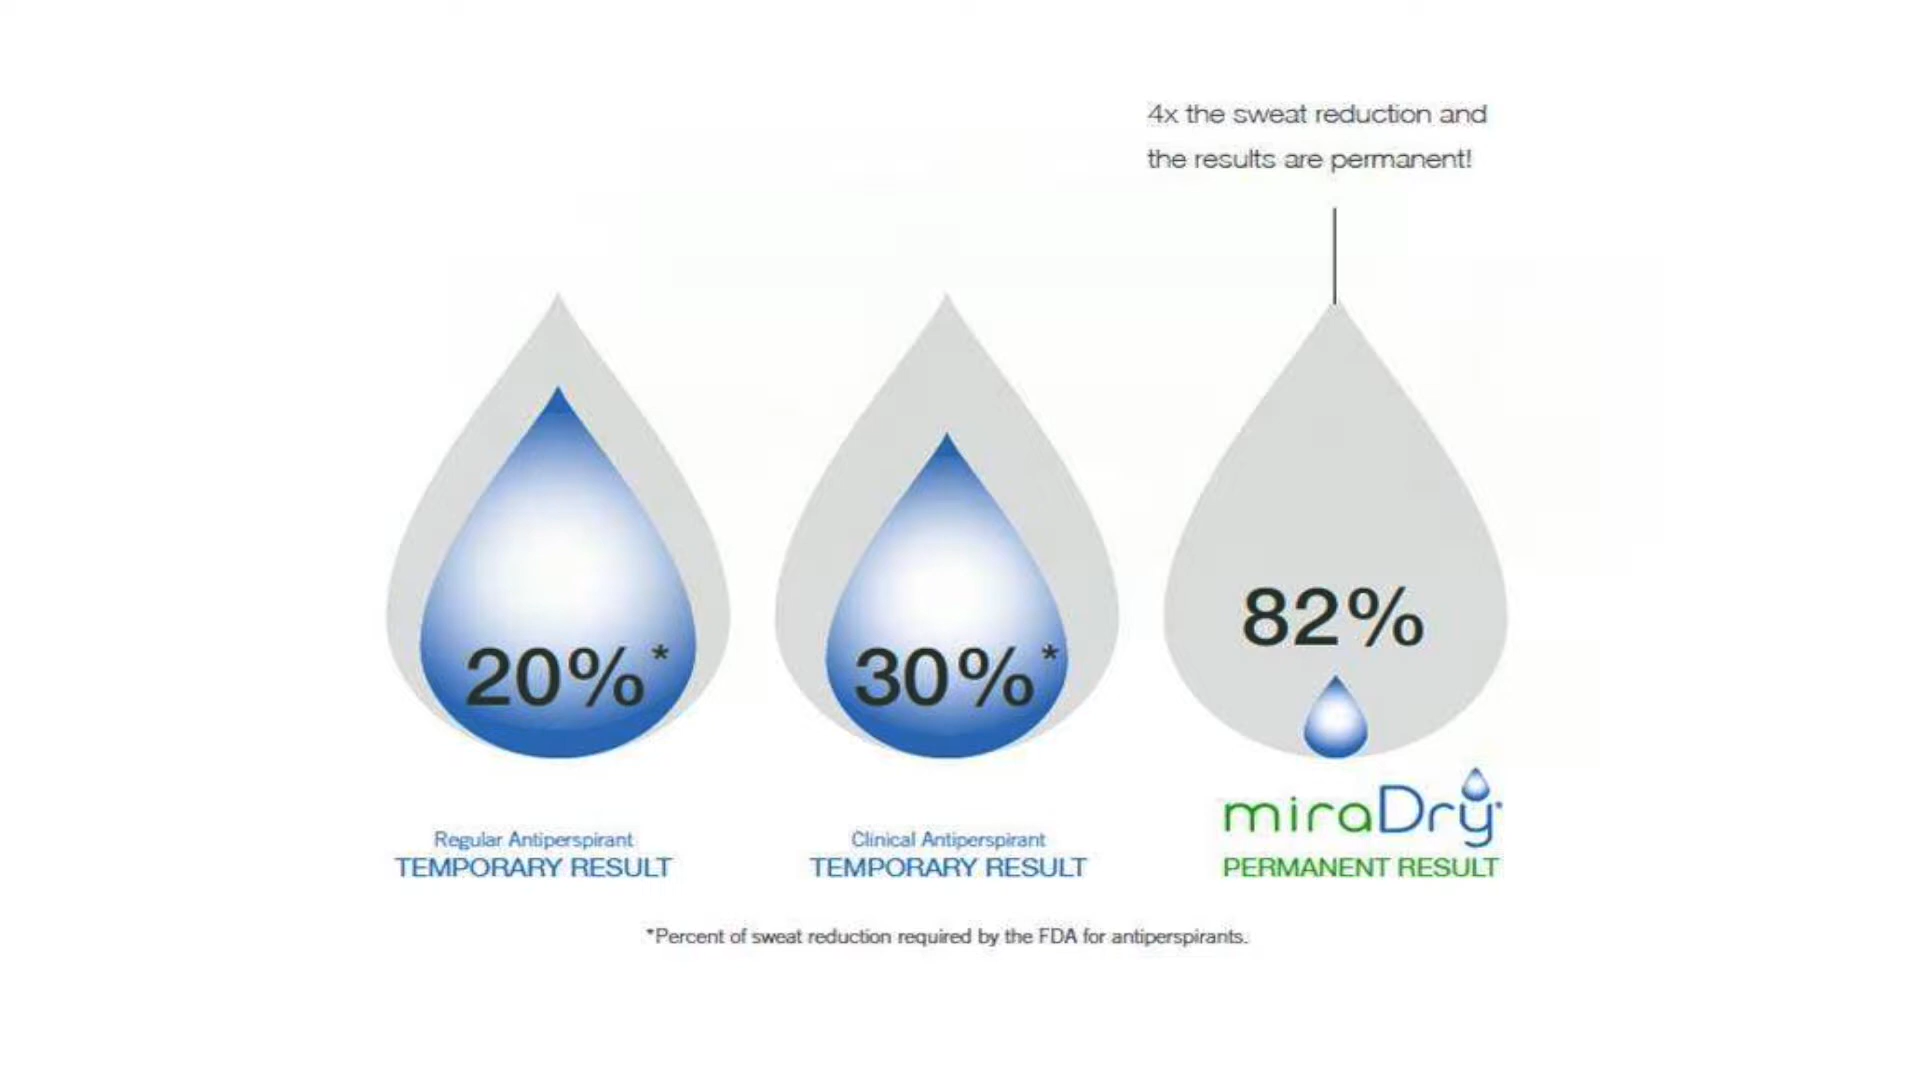 4x the sweat reduction and
the results are permanent!
20%*
30%*
82%
miraDry
Regular Antiperspirant
TEMPORARY RESULT
Clinical Antiperspirant
TEMPORARY RESULT
PERMANENT RESULT
*Percent of sweat reduction required by the FDA for antiperspirants.